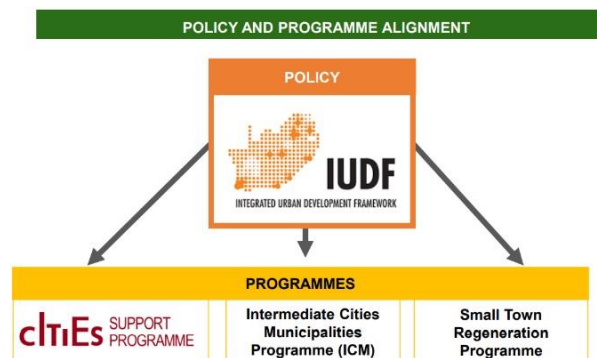 POLICY AND PROGRAMME ALIGNMENT
POLICY
IUDF
INTEGRATED URBAN DEVELOPMENT FRAMEWORK
PROGRAMMES
cITiEs SUPPORT PROGRAMME
Intermediate Cities
Municipalities
Programme (ICM)
Small Town
Regeneration
Programme